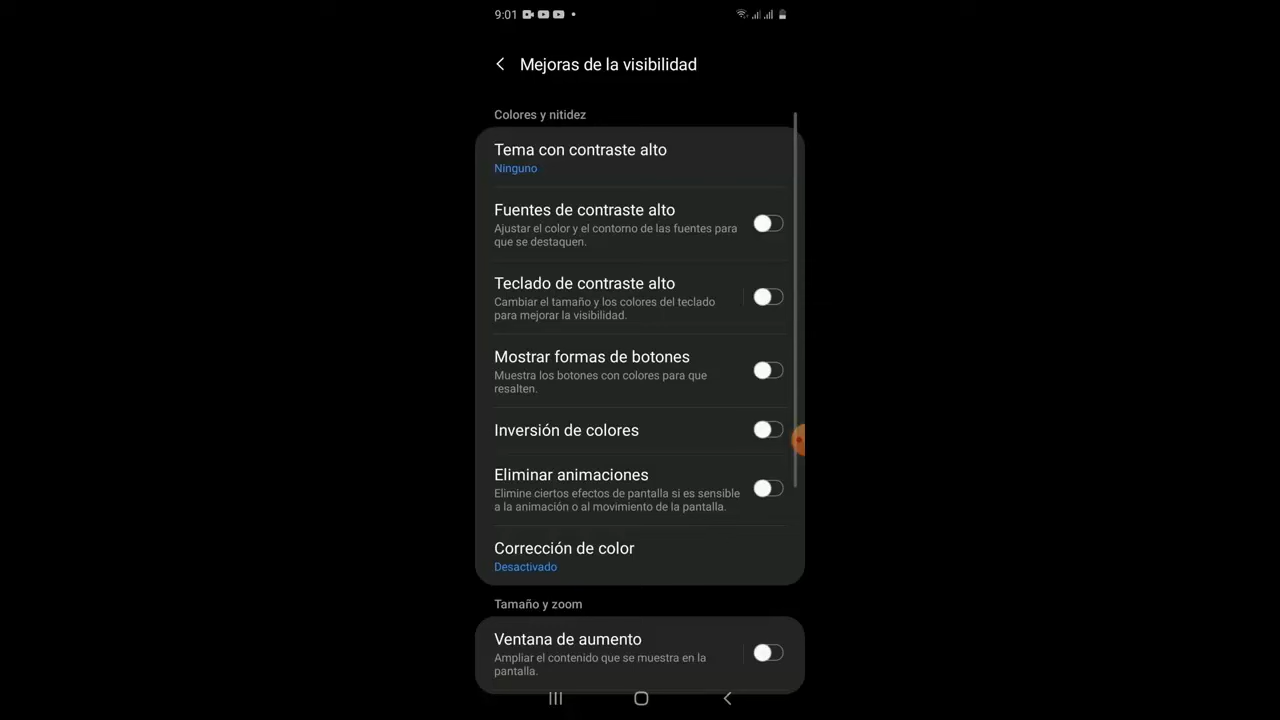 9:01
Mejoras de la visibilidad
Colores y nitidez
Tema con contraste alto
Ninguno
Fuentes de contraste alto
Ajustar el color y el contorno de las fuentes para
que se destaquen.
Teclado de contraste alto
Cambiar el tamaño y los colores del teclado
para mejorar la visibilidad.
Mostrar formas de botones
Muestra los botones con colores para que
resalten.
Inversión de colores
Eliminar animaciones
Elimine ciertos efectos de pantalla si es sensible
a la animación o al movimiento de la pantalla.
Corrección de color
Desactivado
Tamaño y zoom
Ventana de aumento
Ampliar el contenido que se muestra en la
pantalla.